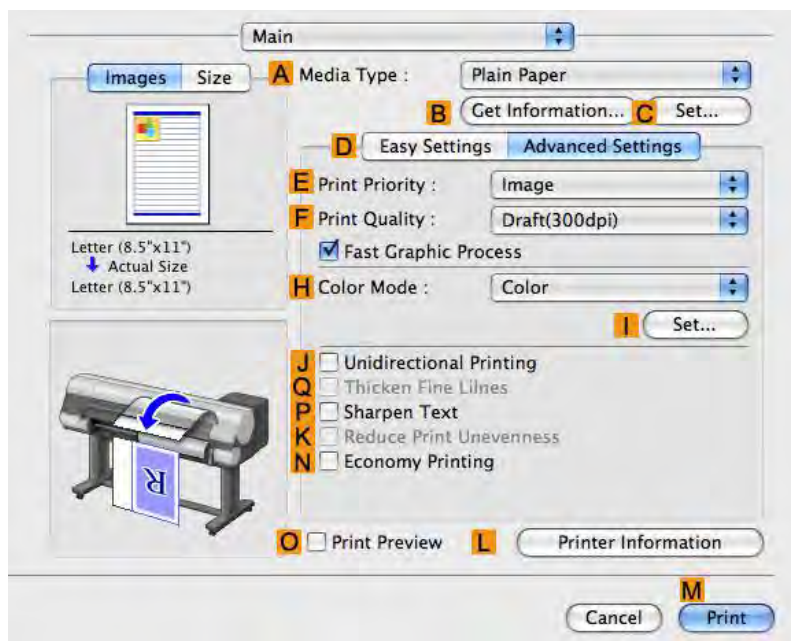 Main
Images Size A Media Type : Plain Paper
B Get Information... C Set...
D Easy Settings Advanced Settings
E Print Priority : Image
F Print Quality : Draft(300dpi)
Fast Graphic Process
Letter (8.5"x11")
Actual Size
Letter (8.5"x11")
H Color Mode : Color
I Set...
J Unidirectional Printing
Q Thicken Fine Lilnes
P Sharpen Text
K Reduce Print Unevenness
N Economy Printing
R
O Print Preview L Printer Information
M
Cancel Print